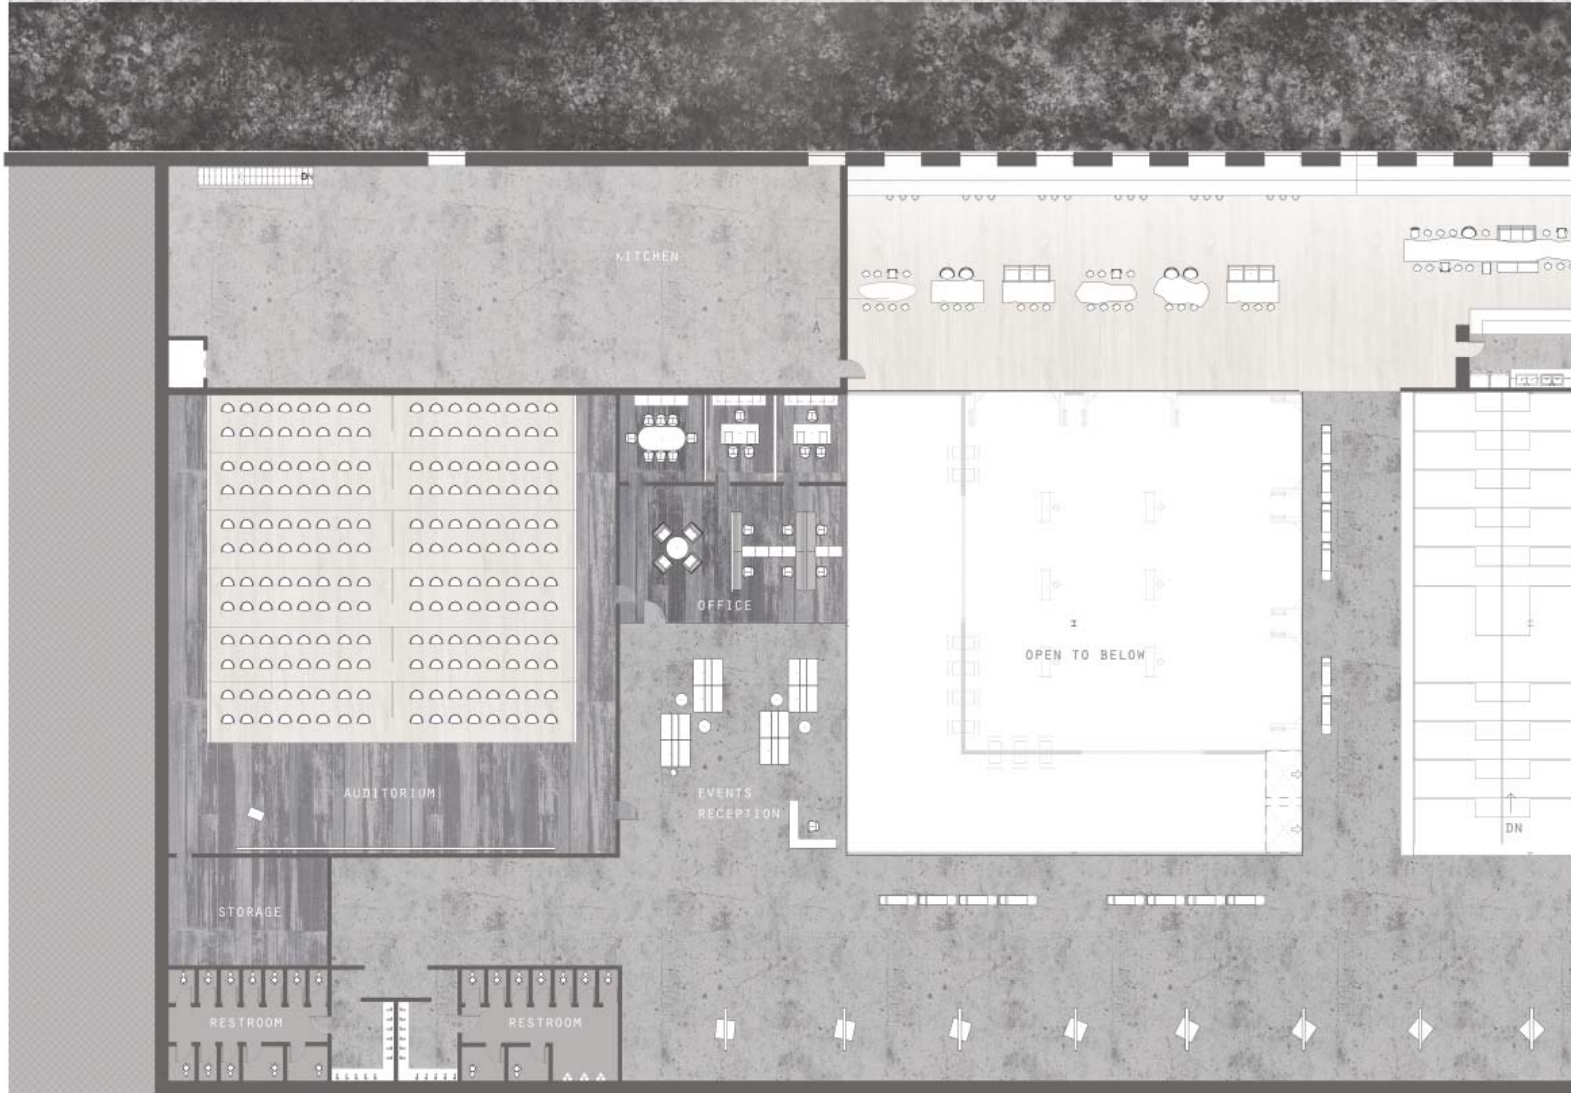 DN
KITCHEN
A
OFFICE
OPEN TO BELOW
EVENTS
RECEPTION
AUDITORIUM
DN
STORAGE
RESTROOM
RESTROOM